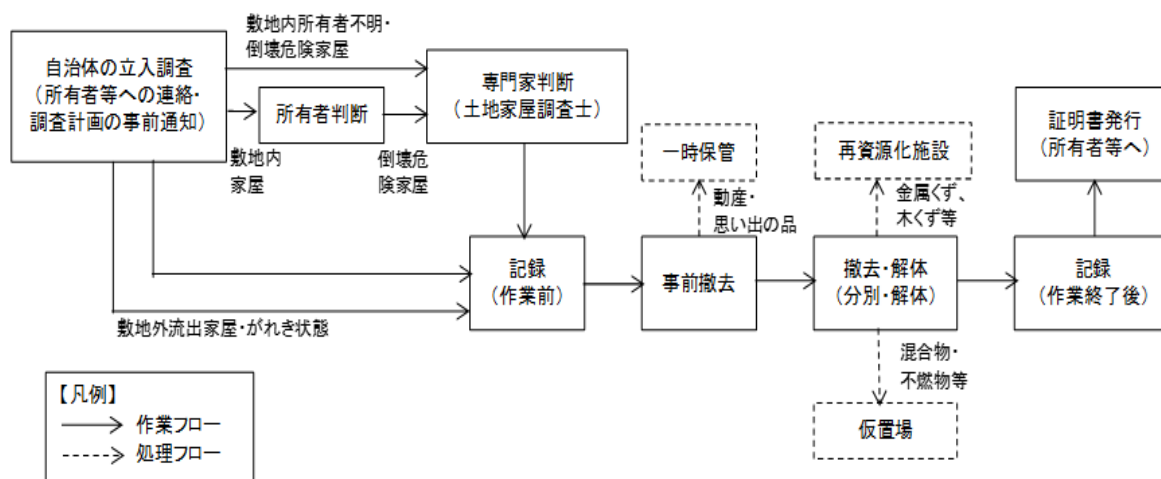 敷地内所有者不明・
倒壊危険家屋
自治体の立入調査
(所有者等への連絡・
調査計画の事前通知)
所有者判断
専門家判断
(土地家屋調査士)
敷地内
家屋
倒壊危
険家屋
一時保管
再資源化施設
証明書発行
(所有者等へ)
動産・
思い出の品
金属くず、
木くず等
記録
(作業前)
事前撤去
撤去・解体
(分別・解体)
記録
(作業終了後)
敷地外流出家屋・がれき状態
混合物・
不燃物等
仮置場
【凡例】
作業フロー
処理フロー